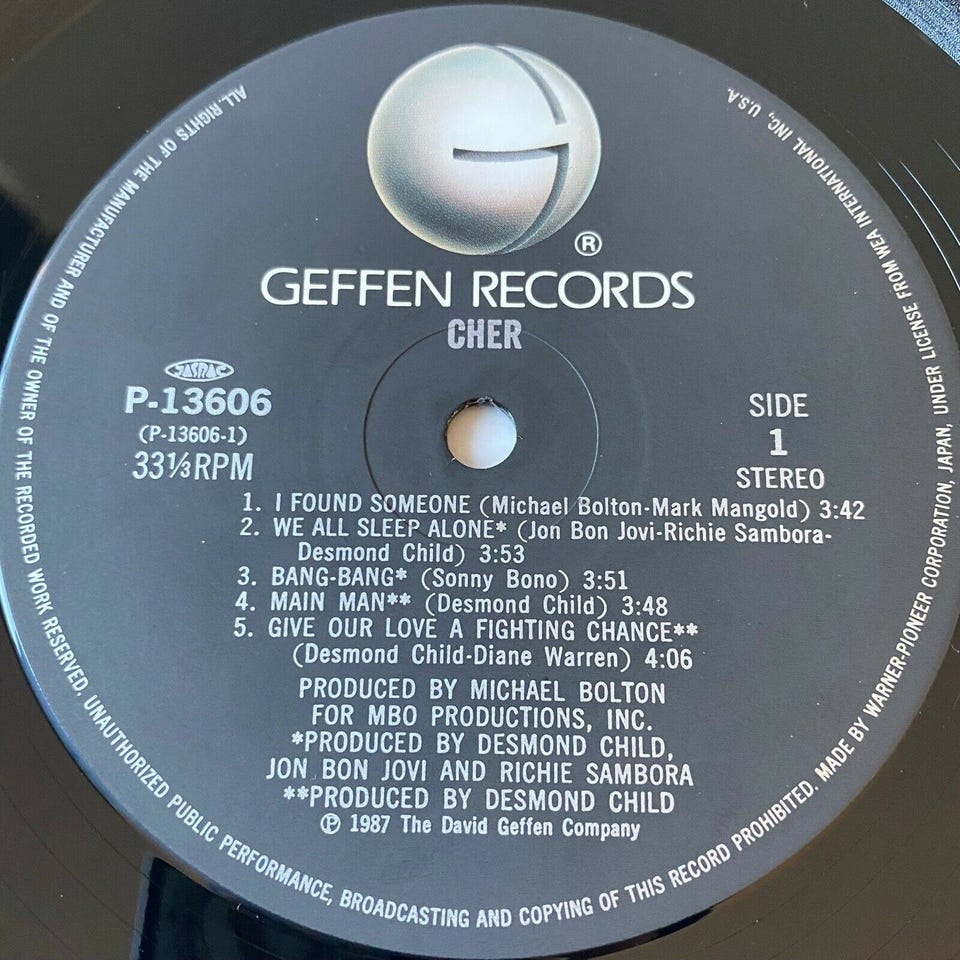 ®
GEFFEN RECORDS
CHER
JASRAC
P-13606
(P-13606-1)
33⅓RPM
SIDE
1
STEREO
1. I FOUND SOMEONE (Michael Bolton-Mark Mangold) 3:42
2. WE ALL SLEEP ALONE* (Jon Bon Jovi-Richie Sambora-
Desmond Child) 3:53
3. BANG-BANG* (Sonny Bono) 3:51
4. MAIN MAN** (Desmond Child) 3:48
5. GIVE OUR LOVE A FIGHTING CHANCE**
(Desmond Child-Diane Warren) 4:06
PRODUCED BY MICHAEL BOLTON
FOR MBO PRODUCTIONS, INC.
*PRODUCED BY DESMOND CHILD,
JON BON JOVI AND RICHIE SAMBORA
**PRODUCED BY DESMOND CHILD
℗ 1987 The David Geffen Company
ALL RIGHTS OF THE MANUFACTURER AND OF THE OWNER OF THE RECORDED WORK RESERVED. UNAUTHORIZED PUBLIC PERFORMANCE, BROADCASTING AND COPYING OF THIS RECORD PROHIBITED. MADE BY WARNER-PIONEER CORPORATION, JAPAN, UNDER LICENSE FROM WEA INTERNATIONAL INC., U.S.A.